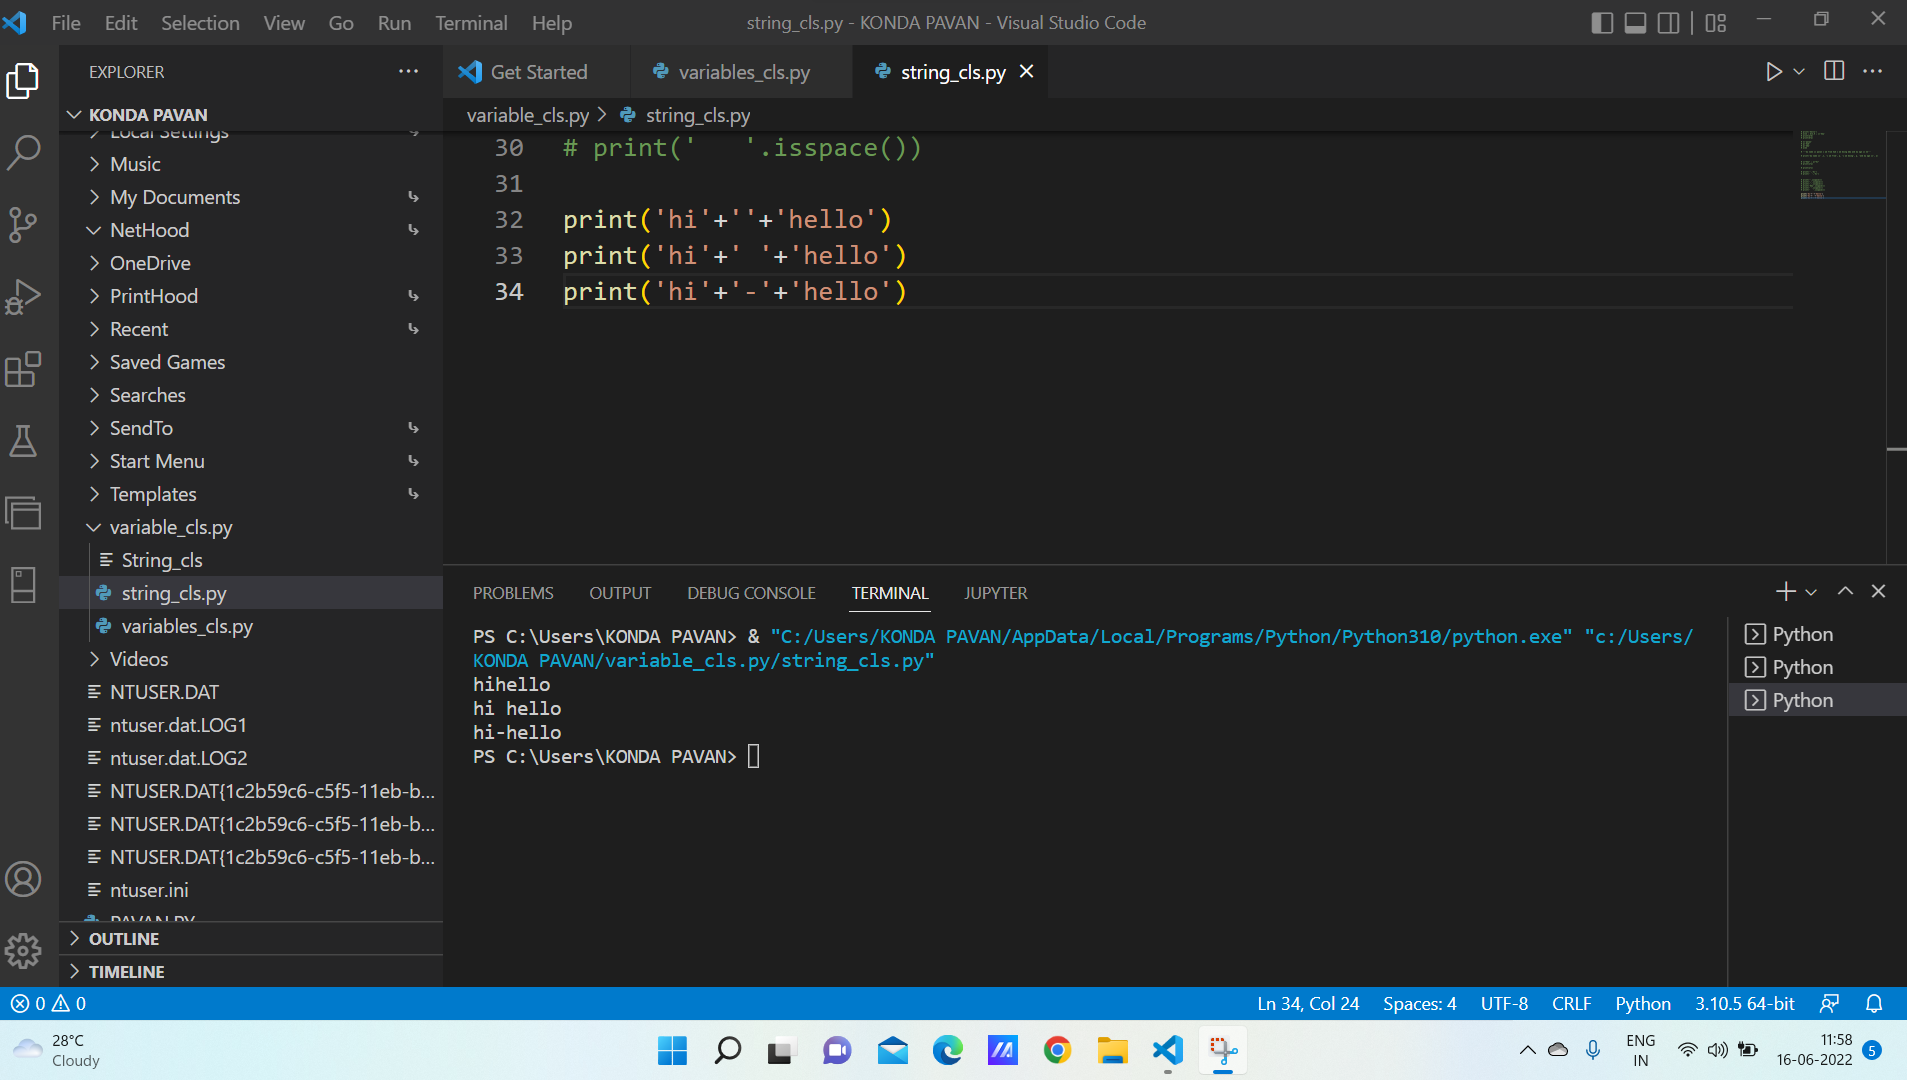 File Edit Selection View Go Run Terminal Help
string_cls.py - KONDA PAVAN - Visual Studio Code
EXPLORER
KONDA PAVAN
Local Settings
Music
My Documents
NetHood
OneDrive
PrintHood
Recent
Saved Games
Searches
SendTo
Start Menu
Templates
variable_cls.py
String_cls
string_cls.py
variables_cls.py
Videos
NTUSER.DAT
ntuser.dat.LOG1
ntuser.dat.LOG2
NTUSER.DAT{1c2b59c6-c5f5-11eb-b...
NTUSER.DAT{1c2b59c6-c5f5-11eb-b...
NTUSER.DAT{1c2b59c6-c5f5-11eb-b...
ntuser.ini
PAVAN.PY
OUTLINE
TIMELINE
Get Started variables_cls.py string_cls.py
variable_cls.py > string_cls.py
30 # print('   '.isspace())
31
32 print('hi'+''+'hello')
33 print('hi'+' '+'hello')
34 print('hi'+'-'+'hello')
PROBLEMS OUTPUT DEBUG CONSOLE TERMINAL JUPYTER
PS C:\Users\KONDA PAVAN> & "C:/Users/KONDA PAVAN/AppData/Local/Programs/Python/Python310/python.exe" "c:/Users/
KONDA PAVAN/variable_cls.py/string_cls.py"
hihello
hi hello
hi-hello
PS C:\Users\KONDA PAVAN>
Python
Python
Python
0 0 Ln 34, Col 24 Spaces: 4 UTF-8 CRLF Python 3.10.5 64-bit
28°C
Cloudy
ENG
IN
11:58
16-06-2022
5